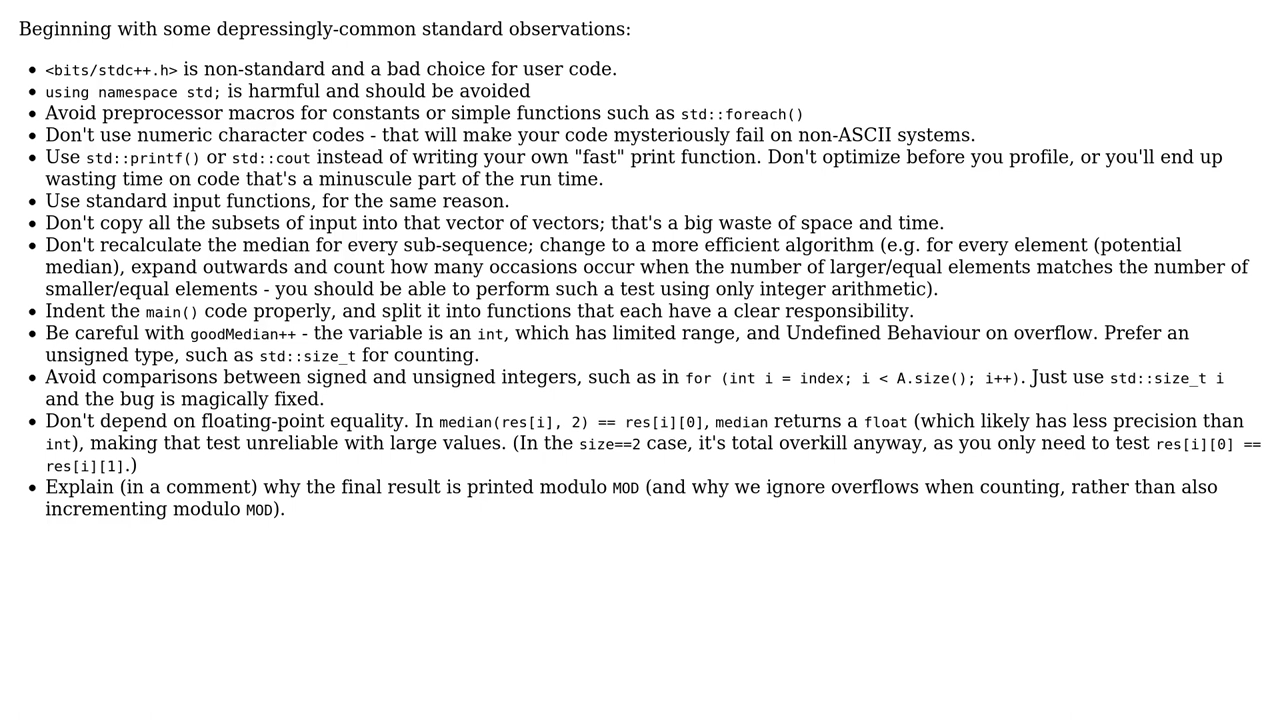 Beginning with some depressingly-common standard observations:
• <bits/stdc++.h> is non-standard and a bad choice for user code.
• using namespace std; is harmful and should be avoided
• Avoid preprocessor macros for constants or simple functions such as std::foreach()
• Don't use numeric character codes - that will make your code mysteriously fail on non-ASCII systems.
• Use std::printf() or std::cout instead of writing your own "fast" print function. Don't optimize before you profile, or you'll end up
wasting time on code that's a minuscule part of the run time.
• Use standard input functions, for the same reason.
• Don't copy all the subsets of input into that vector of vectors; that's a big waste of space and time.
• Don't recalculate the median for every sub-sequence; change to a more efficient algorithm (e.g. for every element (potential
median), expand outwards and count how many occasions occur when the number of larger/equal elements matches the number of
smaller/equal elements - you should be able to perform such a test using only integer arithmetic).
• Indent the main() code properly, and split it into functions that each have a clear responsibility.
• Be careful with goodMedian++ - the variable is an int, which has limited range, and Undefined Behaviour on overflow. Prefer an
unsigned type, such as std::size_t for counting.
• Avoid comparisons between signed and unsigned integers, such as in for (int i = index; i < A.size(); i++). Just use std::size_t i
and the bug is magically fixed.
• Don't depend on floating-point equality. In median(res[i], 2) == res[i][0], median returns a float (which likely has less precision than
int), making that test unreliable with large values. (In the size==2 case, it's total overkill anyway, as you only need to test res[i][0] ==
res[i][1].)
• Explain (in a comment) why the final result is printed modulo MOD (and why we ignore overflows when counting, rather than also
incrementing modulo MOD).